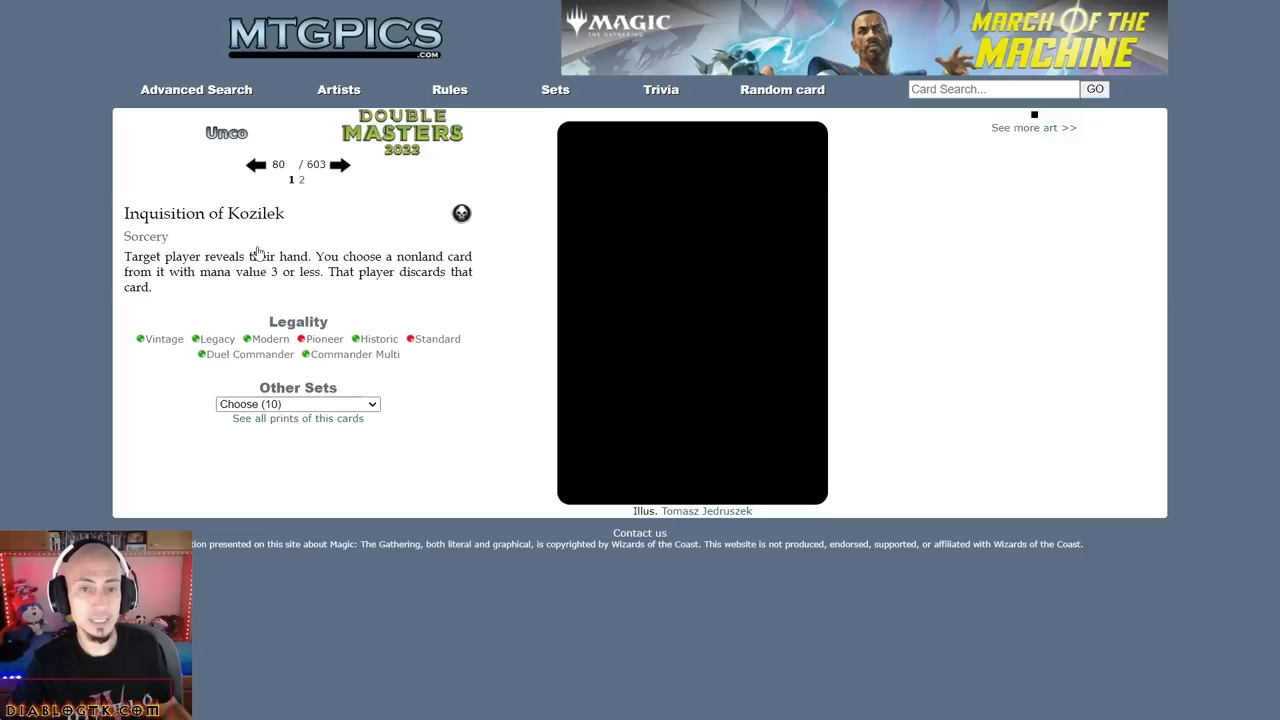 MTGPICS
.COM
MAGIC
THE GATHERING
MARCH OF THE
MACHINE
Advanced Search
Artists
Rules
Sets
Trivia
Random card
Card Search...
GO
Unco
DOUBLE
MASTERS
2022
80 / 603
1 2
Inquisition of Kozilek
Sorcery
Target player reveals their hand. You choose a nonland card
from it with mana value 3 or less. That player discards that
card.
Legality
Vintage Legacy Modern Pioneer Historic Standard
Duel Commander Commander Multi
Other Sets
Choose (10)
See all prints of this cards
Illus. Tomasz Jedruszek
See more art >>
Contact us
presented on this site about Magic: The Gathering, both literal and graphical, is copyrighted by Wizards of the Coast. This website is not produced, endorsed, supported, or affiliated with Wizards of the Coast.
DIABLOGTK.COM